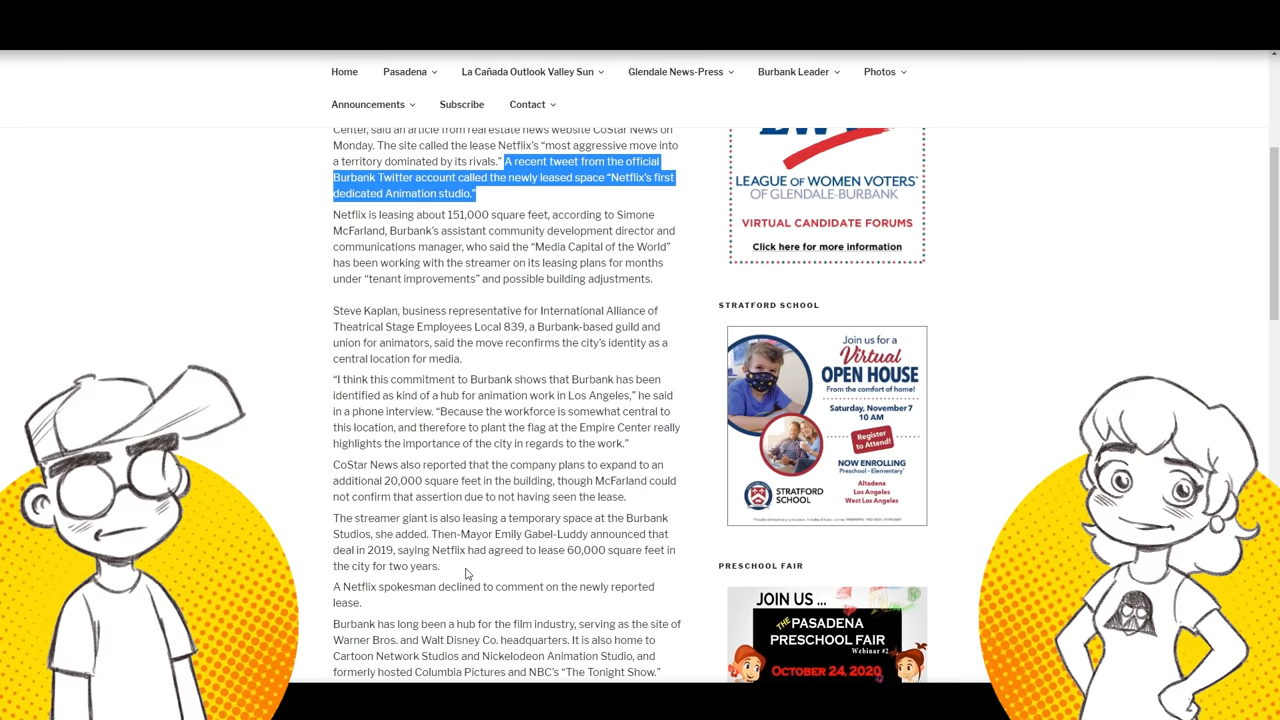 Home Pasadena La Cañada Outlook Valley Sun Glendale News-Press Burbank Leader Photos
Announcements Subscribe Contact
Center, said an article from real estate news website CoStar News on
Monday. The site called the lease Netflix's “most aggressive move into
a territory dominated by its rivals.” A recent tweet from the official
Burbank Twitter account called the newly leased space “Netflix's first
dedicated Animation studio.”
Netflix is leasing about 151,000 square feet, according to Simone
McFarland, Burbank's assistant community development director and
communications manager, who said the “Media Capital of the World”
has been working with the streamer on its leasing plans for months
under “tenant improvements” and possible building adjustments.
Steve Kaplan, business representative for International Alliance of
Theatrical Stage Employees Local 839, a Burbank-based guild and
union for animators, said the move reconfirms the city's identity as a
central location for media.
“I think this commitment to Burbank shows that Burbank has been
identified as kind of a hub for animation work in Los Angeles,” he said
in a phone interview. “Because the workforce is somewhat central to
this location, and therefore to plant the flag at the Empire Center really
highlights the importance of the city in regards to the work.”
CoStar News also reported that the company plans to expand to an
additional 20,000 square feet in the building, though McFarland could
not confirm that assertion due to not having seen the lease.
The streamer giant is also leasing a temporary space at the Burbank
Studios, she added. Then-Mayor Emily Gabel-Luddy announced that
deal in 2019, saying Netflix had agreed to lease 60,000 square feet in
the city for two years.
A Netflix spokesman declined to comment on the newly reported
lease.
Burbank has long been a hub for the film industry, serving as the site of
Warner Bros. and Walt Disney Co. headquarters. It is also home to
Cartoon Network Studios and Nickelodeon Animation Studio, and
formerly hosted Columbia Pictures and NBC's “The Tonight Show.”
LEAGUE OF WOMEN VOTERS®
OF GLENDALE-BURBANK
VIRTUAL CANDIDATE FORUMS
Click here for more information
STRATFORD SCHOOL
Join us for a
Virtual
OPEN HOUSE
From the comfort of home!
Saturday, November 7
10 AM
Register
to Attend!
NOW ENROLLING
Preschool - Elementary*
Altadena
Los Angeles
West Los Angeles
STRATFORD
SCHOOL
PRESCHOOL FAIR
JOIN US ...
THE PASADENA
PRESCHOOL FAIR
Webinar #2
OCTOBER 24, 2020